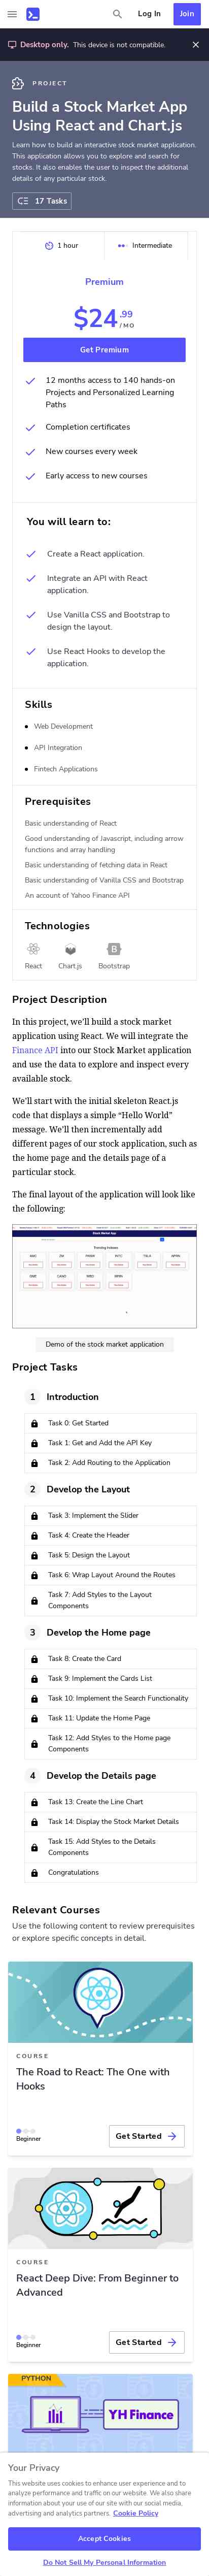 Log In
Join
Desktop only. This device is not compatible.
PROJECT
Build a Stock Market App
Using React and Chart.js
Learn how to build an interactive stock market application.
This application allows you to explore and search for
stocks. It also enables the user to inspect the additional
details of any particular stock.
17 Tasks
1 hour
Intermediate
Premium
$24.99
/MO
Get Premium
12 months access to 140 hands-on
Projects and Personalized Learning
Paths
Completion certificates
New courses every week
Early access to new courses
You will learn to:
Create a React application.
Integrate an API with React
application.
Use Vanilla CSS and Bootstrap to
design the layout.
Use React Hooks to develop the
application.
Skills
Web Development
API Integration
Fintech Applications
Prerequisites
Basic understanding of React
Good understanding of Javascript, including arrow
functions and array handling
Basic understanding of fetching data in React
Basic understanding of Vanilla CSS and Bootstrap
An account of Yahoo Finance API
Technologies
React
Chart.js
Bootstrap
Project Description
In this project, we’ll build a stock market
application using React. We will integrate the
Finance API into our Stock Market application
and use the data to explore and inspect every
available stock.
We’ll start with the initial skeleton React.js
code that displays a simple “Hello World”
message. We’ll then incrementally add
different pages of our stock application, such as
the home page and the details page of a
particular stock.
The final layout of the application will look like
the following:
Stock Market App
Trending Indexes
Demo of the stock market application
Project Tasks
1 Introduction
Task 0: Get Started
Task 1: Get and Add the API Key
Task 2: Add Routing to the Application
2 Develop the Layout
Task 3: Implement the Slider
Task 4: Create the Header
Task 5: Design the Layout
Task 6: Wrap Layout Around the Routes
Task 7: Add Styles to the Layout
Components
3 Develop the Home page
Task 8: Create the Card
Task 9: Implement the Cards List
Task 10: Implement the Search Functionality
Task 11: Update the Home Page
Task 12: Add Styles to the Home page
Components
4 Develop the Details page
Task 13: Create the Line Chart
Task 14: Display the Stock Market Details
Task 15: Add Styles to the Details
Components
Congratulations
Relevant Courses
Use the following content to review prerequisites
or explore specific concepts in detail.
COURSE
The Road to React: The One with
Hooks
Beginner
Get Started
COURSE
React Deep Dive: From Beginner to
Advanced
Beginner
Get Started
PYTHON
YH Finance
Your Privacy
This website uses cookies to enhance user experience and to
analyze performance and traffic on our website. We also share
information about your use of our site with our social media,
advertising and analytics partners. Cookie Policy
Accept Cookies
Do Not Sell My Personal Information